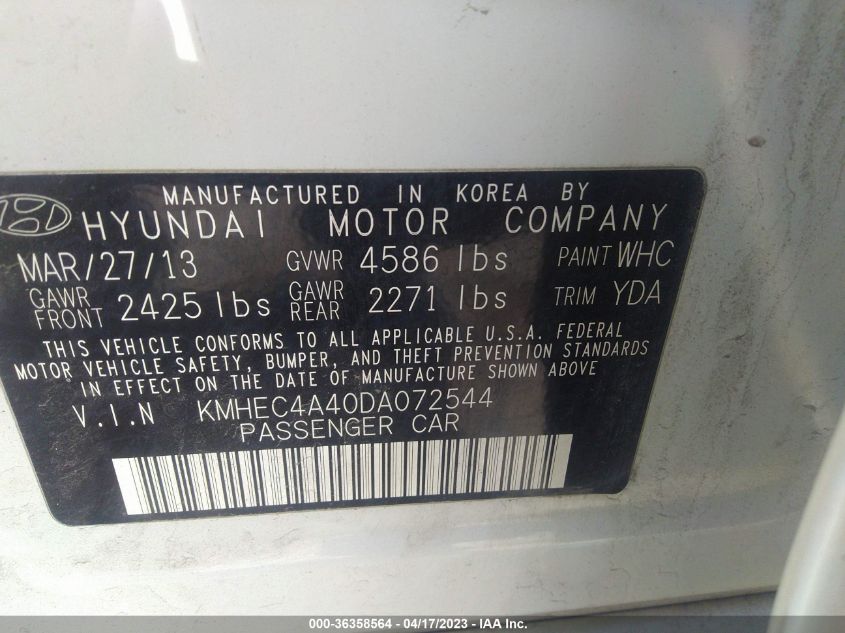 MANUFACTURED IN KOREA BY
HYUNDAI MOTOR COMPANY
MAR/27/13 GVWR 4586 lbs PAINT WHC
GAWR FRONT 2425 lbs GAWR REAR 2271 lbs TRIM YDA
THIS VEHICLE CONFORMS TO ALL APPLICABLE U.S.A. FEDERAL
MOTOR VEHICLE SAFETY, BUMPER, AND THEFT PREVENTION STANDARDS
IN EFFECT ON THE DATE OF MANUFACTURE SHOWN ABOVE
V.I.N KMHEC4A40DA072544
PASSENGER CAR
000-36358564 - 04/17/2023 - IAA Inc.